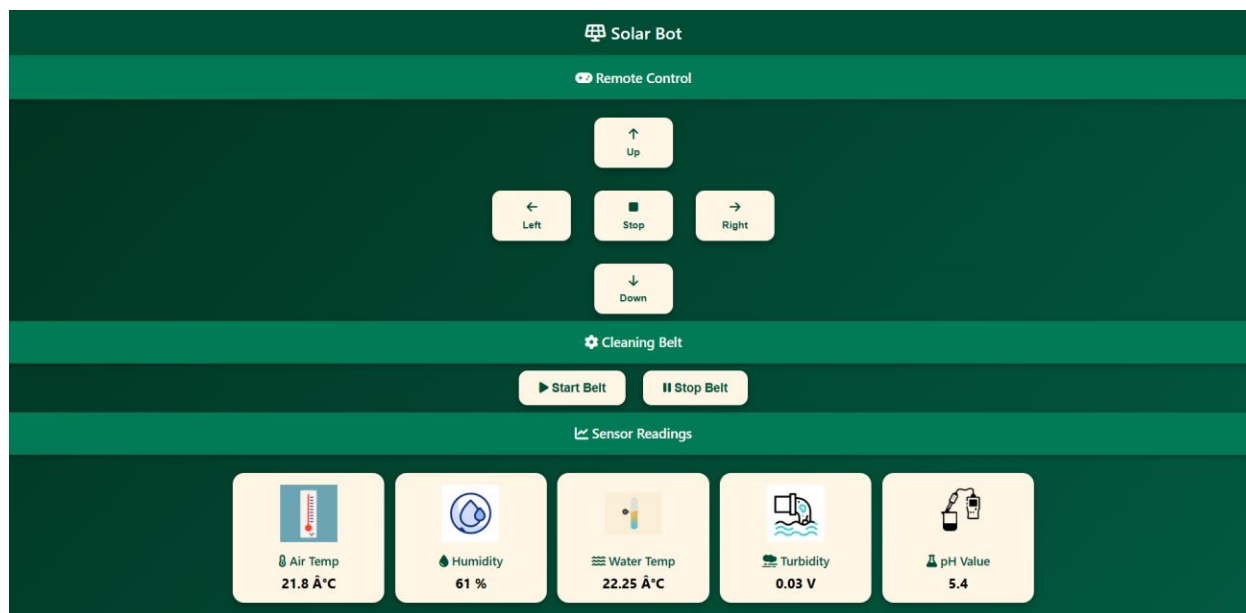 Solar Bot
Remote Control
Up
Left
Stop
Right
Down
Cleaning Belt
Start Belt
Stop Belt
Sensor Readings
Air Temp
21.8 Â°C
Humidity
61 %
Water Temp
22.25 Â°C
Turbidity
0.03 V
pH Value
5.4